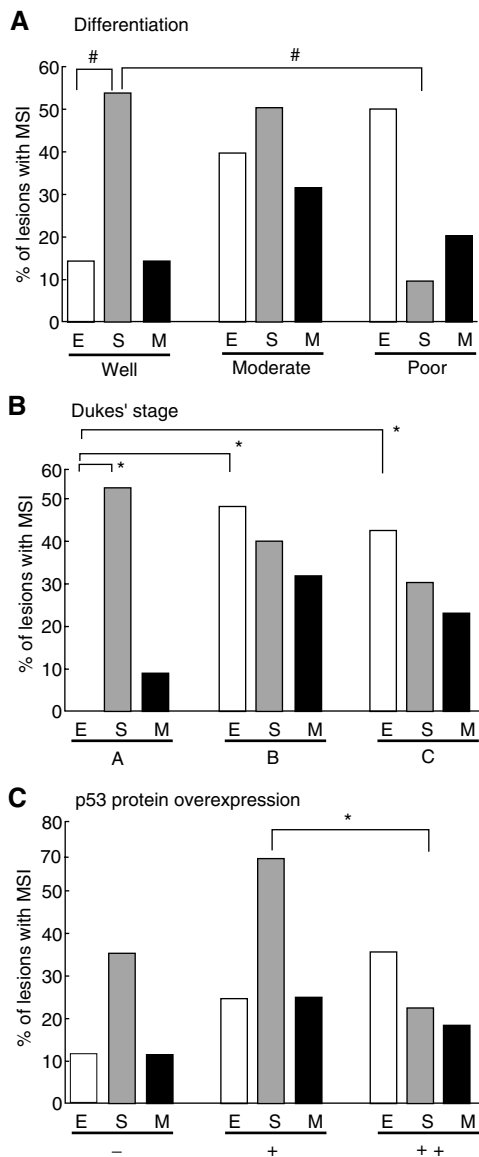 A Differentiation
% of lesions with MSI
60
50
40
30
20
10
0
# #
E S M E S M E S M
Well Moderate Poor
B Dukes' stage
% of lesions with MSI
60
50
40
30
20
10
0
*
*
*
E S M E S M E S M
A B C
C p53 protein overexpression
% of lesions with MSI
80
70
50
40
30
20
10
0
*
E S M E S M E S M
– + + +